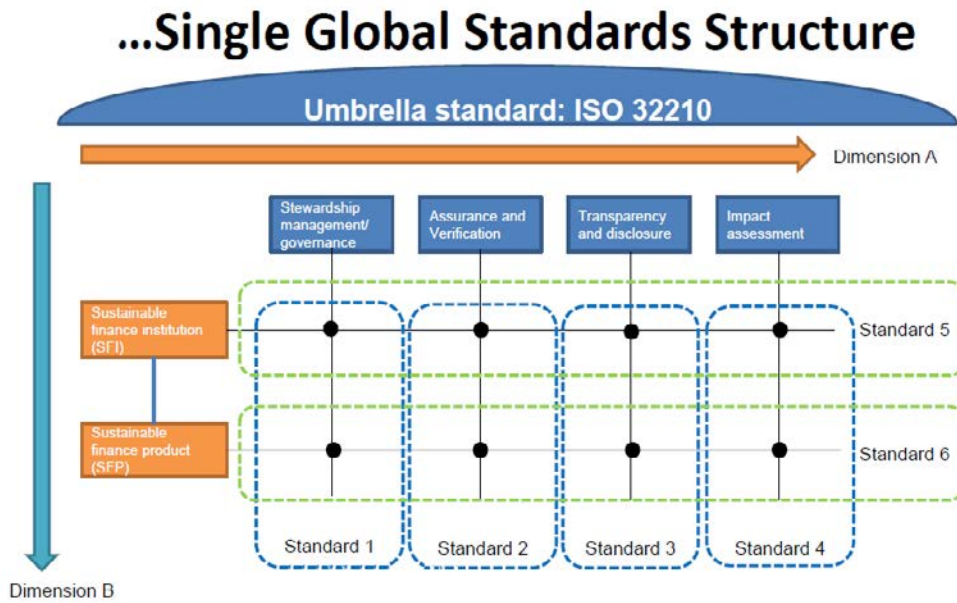 ...Single Global Standards Structure
Umbrella standard: ISO 32210
Dimension A
Stewardship
management/
governance
Assurance and
Verification
Transparency
and disclosure
Impact
assessment
Sustainable
finance institution
(SFI)
Standard 5
Sustainable
finance product
(SFP)
Standard 6
Standard 1
Standard 2
Standard 3
Standard 4
Dimension B